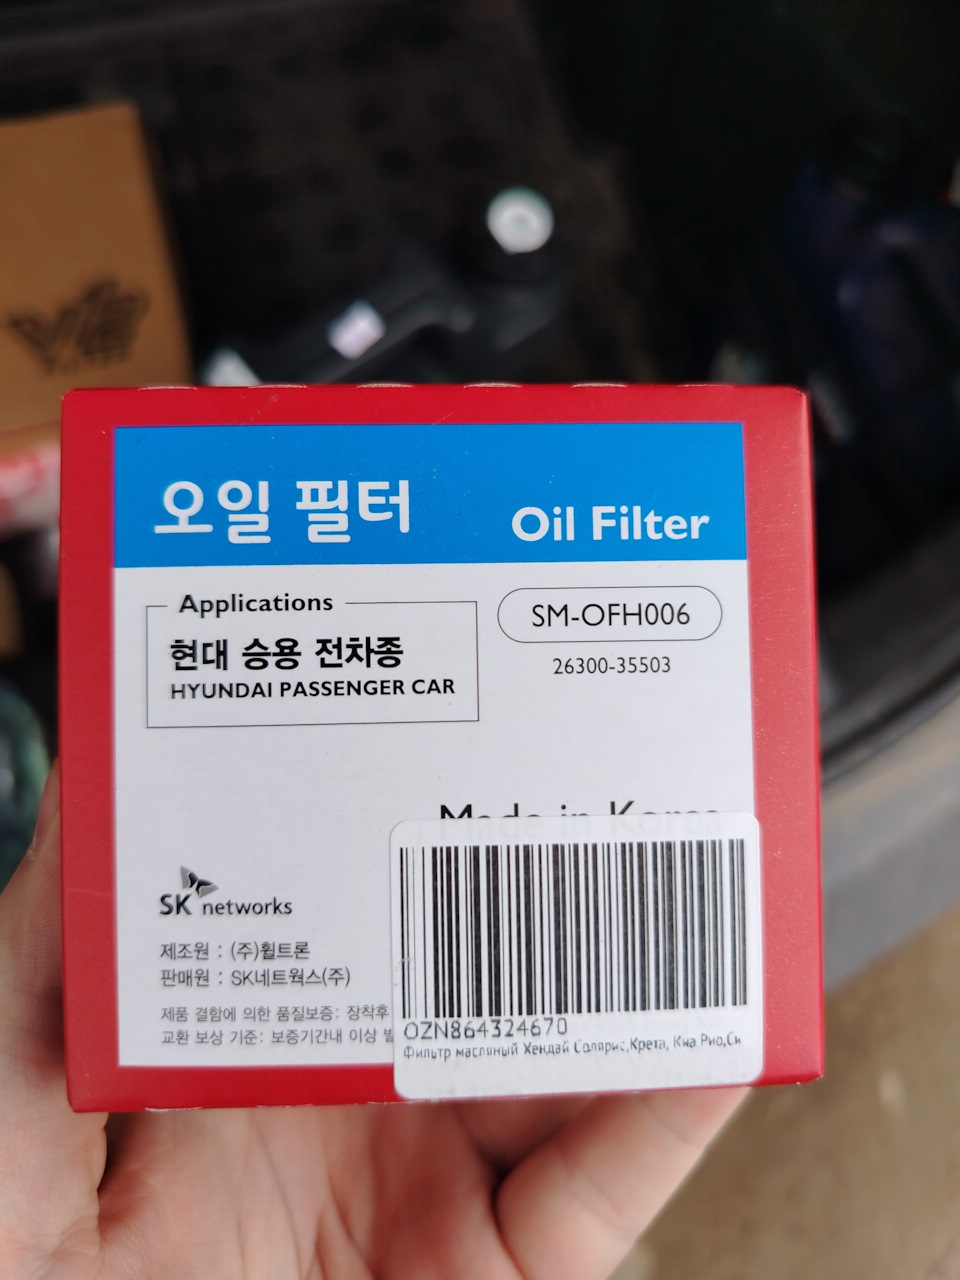 오일 필터
Oil Filter
Applications
현대 승용 전차종
HYUNDAI PASSENGER CAR
SM-OFH006
26300-35503
Made in Korea
SK networks
제조원 : (주)휠트론
판매원 : SK네트웍스(주)
제품 결함에 의한 품질보증: 장착후
교환 보상 기준: 보증기간내 이상
OZN864324670
Фильтр масляный Хендай Солярис,Крета, Киа Рио,Си